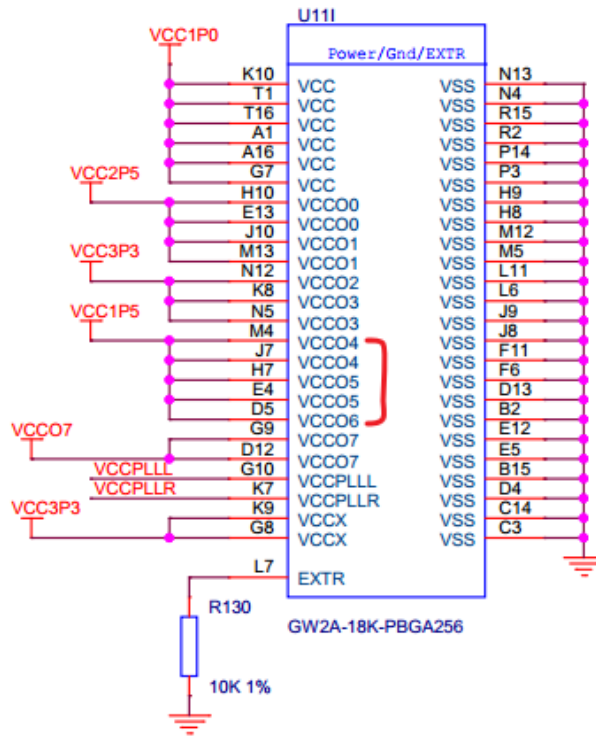 U11I
VCC1P0
Power/Gnd/EXTR
K10 VCC VSS N13
T1 VCC VSS N4
T16 VCC VSS R15
A1 VCC VSS R2
A16 VCC VSS P14
G7 VCC VSS P3
VCC2P5
H10 VCCO0 VSS H9
E13 VCCO0 VSS H8
J10 VCCO1 VSS M12
M13 VCCO1 VSS M5
VCC3P3
N12 VCCO2 VSS L11
K8 VCCO3 VSS L6
N5 VCCO3 VSS J9
VCC1P5
M4 VCCO4 VSS J8
J7 VCCO4 VSS F11
H7 VCCO5 VSS F6
E4 VCCO5 VSS D13
D5 VCCO6 VSS B2
VCCO7
G9 VCCO7 VSS E12
D12 VCCO7 VSS E5
VCCPLLL G10 VCCPLLL VSS B15
VCCPLLR K7 VCCPLLR VSS D4
VCC3P3
K9 VCCX VSS C14
G8 VCCX VSS C3
L7 EXTR
R130
GW2A-18K-PBGA256
10K 1%